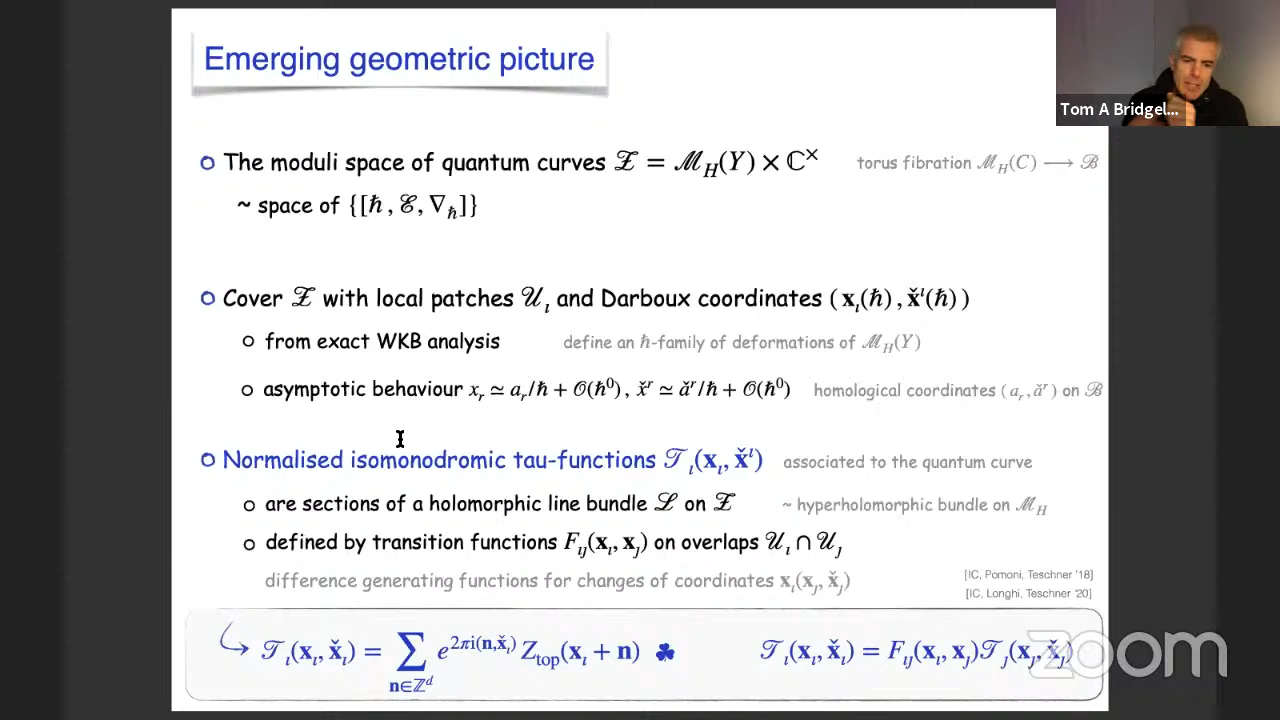 Emerging geometric picture
Tom A Bridgel...
The moduli space of quantum curves 𝒵 = ℳ_H(Y) × ℂ^× torus fibration ℳ_H(C) ⟶ ℬ
~ space of {[ℏ, ℰ, ∇_ℏ]}
Cover 𝒵 with local patches 𝒰_ι and Darboux coordinates (𝐱_ι(ℏ), 𝐱̌^ι(ℏ))
from exact WKB analysis define an ℏ-family of deformations of ℳ_H(Y)
asymptotic behaviour x_r ≃ a_r/ℏ + 𝒪(ℏ^0), x̌^r ≃ ǎ^r/ℏ + 𝒪(ℏ^0) homological coordinates (a_r, ǎ^r) on ℬ
Normalised isomonodromic tau-functions 𝒯_ι(𝐱_ι, 𝐱̌^ι) associated to the quantum curve
are sections of a holomorphic line bundle ℒ on 𝒵 ~ hyperholomorphic bundle on ℳ_H
defined by transition functions F_ιȷ(𝐱_ι, 𝐱_ȷ) on overlaps 𝒰_ι ∩ 𝒰_ȷ
difference generating functions for changes of coordinates 𝐱_ι(𝐱_ȷ, 𝐱̌_ȷ)
[IC, Pomoni, Teschner '18]
[IC, Longhi, Teschner '20]
𝒯_ι(𝐱_ι, 𝐱̌_ι) = ∑_{𝐧∈ℤ^d} e^{2πi(𝐧,𝐱̌_ι)} Z_top(𝐱_ι + 𝐧) ♣ 𝒯_ι(𝐱_ι, 𝐱̌_ι) = F_ιȷ(𝐱_ι, 𝐱_ȷ)𝒯_ȷ(𝐱_ȷ, 𝐱̌_ȷ)
zoom